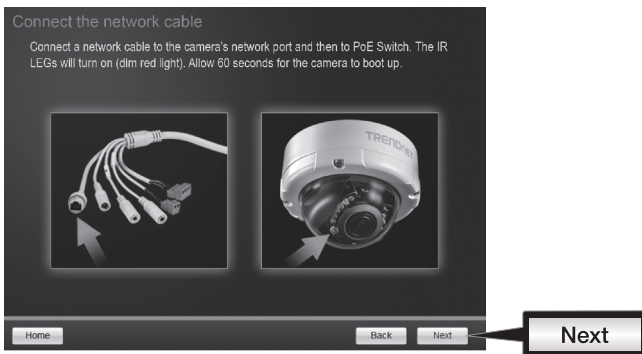 Connect the network cable
Connect a network cable to the camera's network port and then to PoE Switch. The IR
LEGs will turn on (dim red light). Allow 60 seconds for the camera to boot up.
TRENDnet
Home
Back
Next
Next